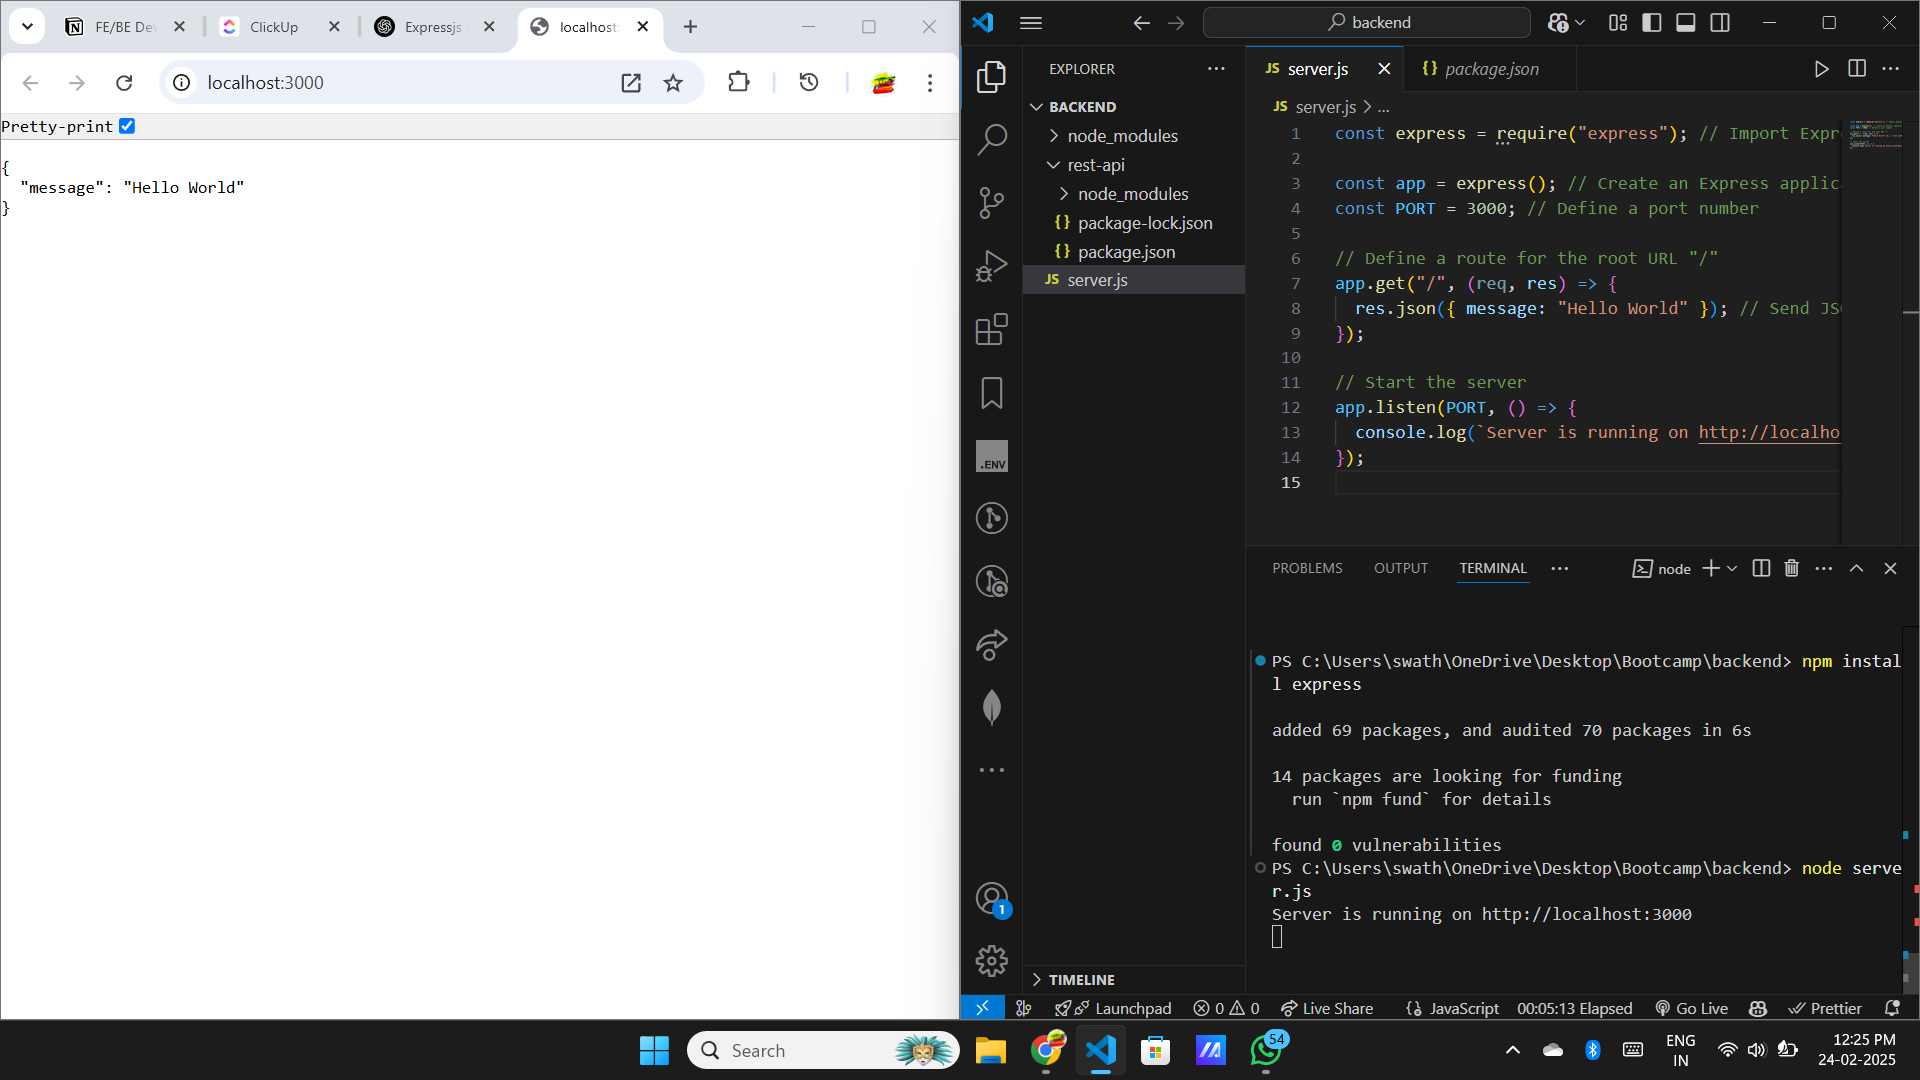 FE/BE Dev
ClickUp
Expressjs
localhost:
localhost:3000
Pretty-print
{
"message": "Hello World"
}
backend
EXPLORER
BACKEND
node_modules
rest-api
node_modules
{} package-lock.json
{} package.json
JS server.js
TIMELINE
.ENV
1
JS server.js
{} package.json
JS server.js > ...
1 const express = require("express"); // Import Expr
2
3 const app = express(); // Create an Express applic
4 const PORT = 3000; // Define a port number
5
6 // Define a route for the root URL "/"
7 app.get("/", (req, res) => {
8 res.json({ message: "Hello World" }); // Send JS
9 });
10
11 // Start the server
12 app.listen(PORT, () => {
13 console.log(`Server is running on http://localho
14 });
15
PROBLEMS OUTPUT TERMINAL
node
PS C:\Users\swath\OneDrive\Desktop\Bootcamp\backend> npm instal
l express
added 69 packages, and audited 70 packages in 6s
14 packages are looking for funding
run `npm fund` for details
found 0 vulnerabilities
PS C:\Users\swath\OneDrive\Desktop\Bootcamp\backend> node serve
r.js
Server is running on http://localhost:3000
Launchpad 0 0 Live Share {} JavaScript 00:05:13 Elapsed Go Live Prettier
Search
54
ENG
IN
12:25 PM
24-02-2025